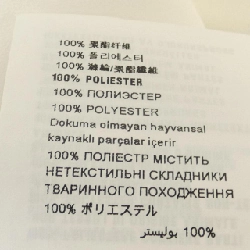 100% 聚酯纤维
100% 폴리에스터
100% 滌綸/聚酯纖維
100% POLIESTER
100% ПОЛИЭСТЕР
100% POLYESTER
Dokuma olmayan hayvansal
kaynaklı parçalar içerir
100% ПОЛІЕСТР МІСТИТЬ
НЕТЕКСТИЛЬНІ СКЛАДНИКИ
ТВАРИННОГО ПОХОДЖЕННЯ
100% ポリエステル
100% بوليستر